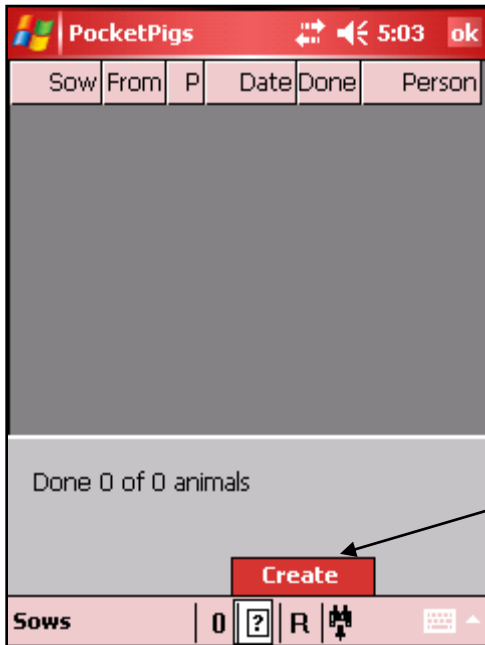 PocketPigs 5:03 ok
Sow From P Date Done Person
Done 0 of 0 animals
Create
Sows 0 ? R